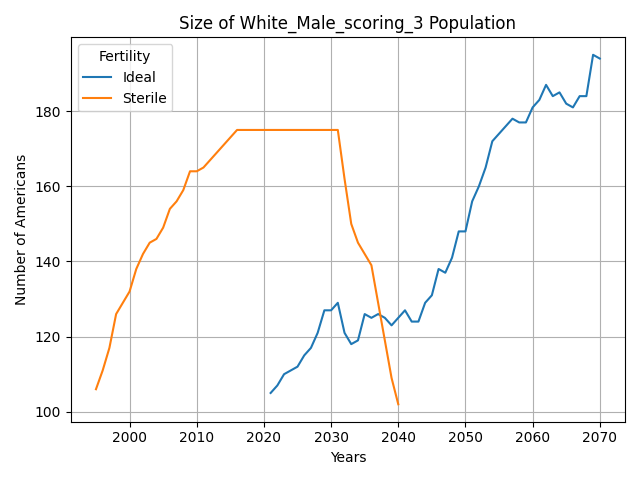 Size of White_Male_scoring_3 Population
Fertility
Ideal
Sterile
Number of Americans
180
160
140
120
100
2000 2010 2020 2030 2040 2050 2060 2070
Years